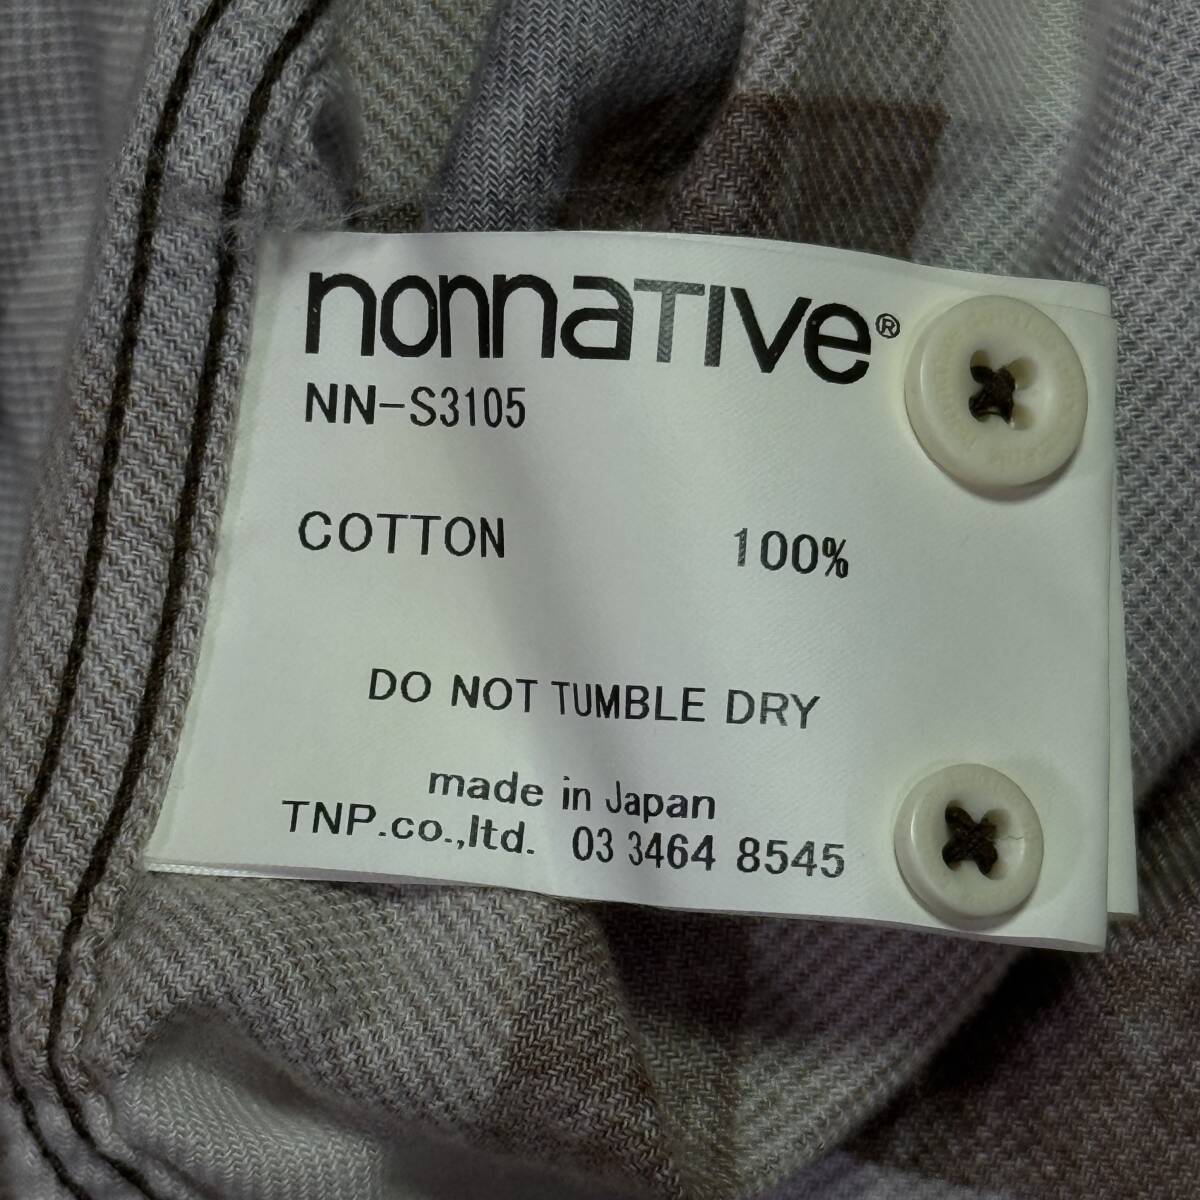 nonnaTIVe®
NN-S3105
COTTON 100%
DO NOT TUMBLE DRY
made in Japan
TNP.co.,ltd. 03 3464 8545